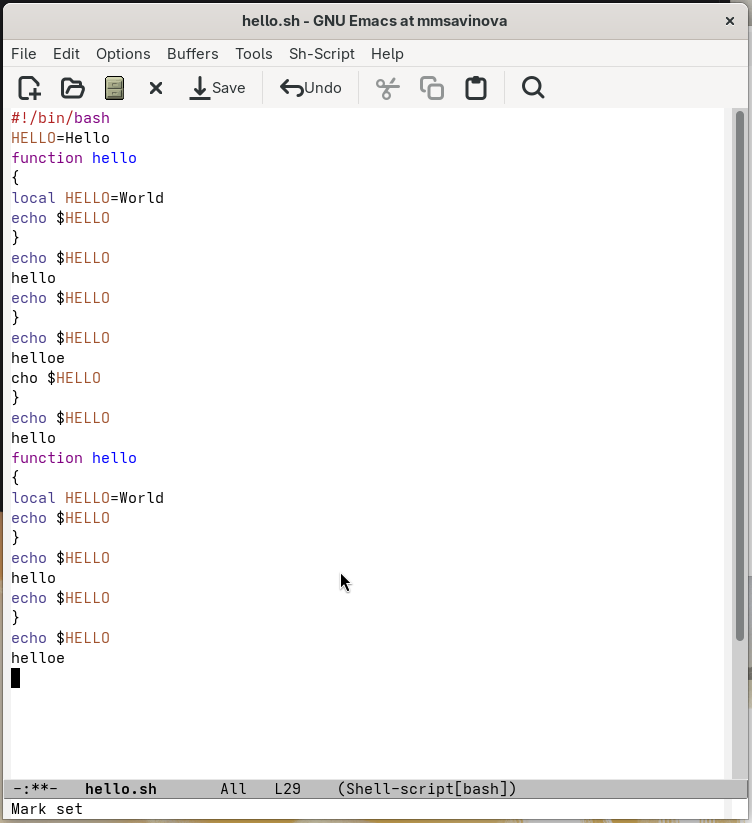 hello.sh - GNU Emacs at mmsavinova
File Edit Options Buffers Tools Sh-Script Help
Save Undo
#!/bin/bash
HELLO=Hello
function hello
{
local HELLO=World
echo $HELLO
}
echo $HELLO
hello
echo $HELLO
}
echo $HELLO
helloe
cho $HELLO
}
echo $HELLO
hello
function hello
{
local HELLO=World
echo $HELLO
}
echo $HELLO
hello
echo $HELLO
}
echo $HELLO
helloe
-:**- hello.sh All L29 (Shell-script[bash])
Mark set